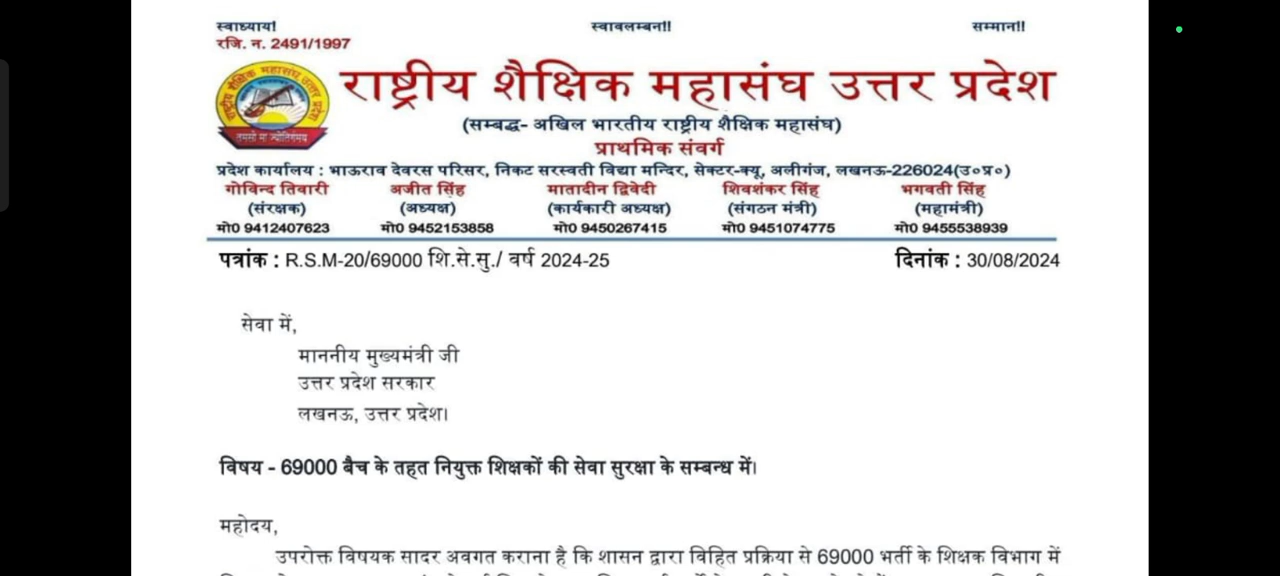 स्वाध्याय! स्वावलम्बन!! सम्मान!!
रजि. न. 2491/1997
राष्ट्रीय शैक्षिक महासंघ उत्तर प्रदेश
(सम्बद्ध- अखिल भारतीय राष्ट्रीय शैक्षिक महासंघ)
प्राथमिक संवर्ग
प्रदेश कार्यालय : भाऊराव देवरस परिसर, निकट सरस्वती विद्या मन्दिर, सेक्टर-क्यू, अलीगंज, लखनऊ-226024(उ०प्र०)
गोविन्द तिवारी अजीत सिंह मातादीन द्विवेदी शिवशंकर सिंह भगवती सिंह
(संरक्षक) (अध्यक्ष) (कार्यकारी अध्यक्ष) (संगठन मंत्री) (महामंत्री)
मो0 9412407623 मो0 9452153858 मो0 9450267415 मो0 9451074775 मो0 9455538939
पत्रांक : R.S.M-20/69000 शि.से.सु./ वर्ष 2024-25 दिनांक : 30/08/2024
सेवा में,
माननीय मुख्यमंत्री जी
उत्तर प्रदेश सरकार
लखनऊ, उत्तर प्रदेश।
विषय - 69000 बैच के तहत नियुक्त शिक्षकों की सेवा सुरक्षा के सम्बन्ध में।
महोदय,
उपरोक्त विषयक सादर अवगत कराना है कि शासन द्वारा विहित प्रक्रिया से 69000 भर्ती के शिक्षक विभाग में